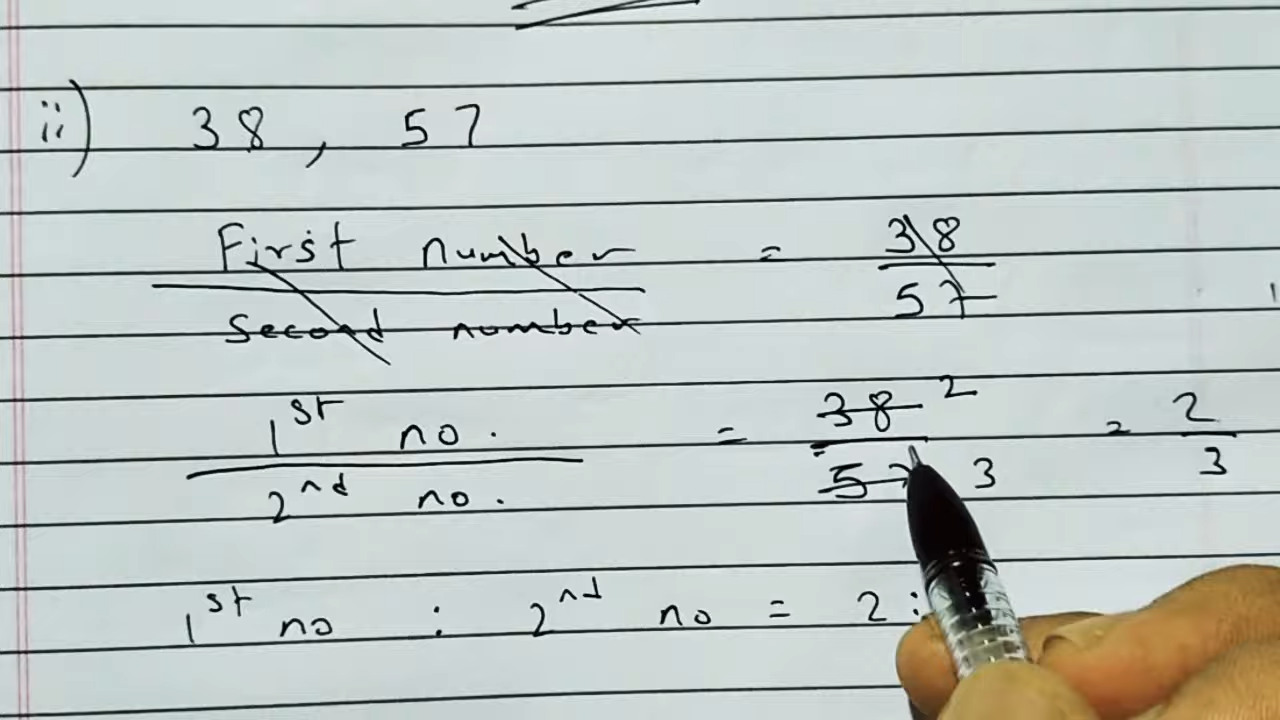 ii) 38 , 57
First number = 38
Second number 57
1st no. = 38 2 = 2
2nd no. 57 3 3
1st no : 2nd no = 2 :